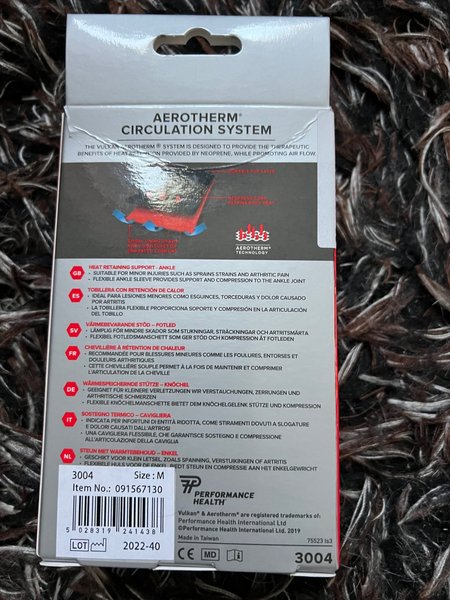 AEROTHERM®
CIRCULATION SYSTEM
THE VULKAN AEROTHERM® SYSTEM IS DESIGNED TO PROVIDE THE THERAPEUTIC
BENEFITS OF HEAT RETENTION PROVIDED BY NEOPRENE, WHILE PROMOTING AIR FLOW.
AEROTHERM®
TECHNOLOGY
GB
HEAT RETAINING SUPPORT - ANKLE
• SUITABLE FOR MINOR INJURIES SUCH AS SPRAINS STRAINS AND ARTHRITIC PAIN
• FLEXIBLE ANKLE SLEEVE PROVIDES SUPPORT AND COMPRESSION TO THE ANKLE JOINT
ES
TOBILLERA CON RETENCIÓN DE CALOR
• IDEAL PARA LESIONES MENORES COMO ESGUINCES, TORCEDURAS Y DOLOR CAUSADO
POR ARTRITIS
• LA TOBILLERA FLEXIBLE PROPORCIONA SOPORTE Y COMPRESIÓN EN LA ARTICULACIÓN
DEL TOBILLO
SV
VÄRMEBEVARANDE STÖD – FOTLED
• LÄMPLIG FÖR MINDRE SKADOR SOM STUKNINGAR, STRÄCKNINGAR OCH ARTRITSMÄRTA
• FLEXIBEL FOTLEDSMANSCHETT SOM GER STÖD OCH KOMPRESSION ÅT FOTLEDEN
FR
CHEVILLIÈRE À RÉTENTION DE CHALEUR
• RECOMMANDÉE POUR BLESSURES MINEURES COMME LES FOULURES, ENTORSES ET
DOULEURS ARTHRITIQUES
• CETTE CHEVILIÈRE SOUPLE PERMET À LA FOIS DE MAINTENIR ET COMPRIMER
L'ARTICULATION DE LA CHEVILLE
DE
WÄRMESPEICHERNDE STÜTZE – KNÖCHEL
• GEEIGNET FÜR KLEINERE VERLETZUNGEN WIE VERSTAUCHUNGEN, ZERRUNGEN UND
ARTHRITISCHE SCHMERZEN
• FLEXIBLE KNÖCHELMANSCHETTE BIETET DEM KNÖCHELGELENK STÜTZE UND KOMPRESSION
IT
SOSTEGNO TERMICO – CAVIGLIERA
• INDICATA PER INFORTUNI DI ENTITÀ RIDOTTA, COME STIRAMENTI DOVUTI A SLOGATURE
E DOLORI CAUSATI DALL'ARTROSI
• UNA CAVIGLIERA FLESSIBILE, CHE GARANTISCE SOSTEGNO E COMPRESSIONE
ALL'ARTICOLAZIONE DELLA CAVIGLIA
NL
STEUN MET WARMTEBEHOUD – ENKEL
• GESCHIKT VOOR KLEIN LETSEL, ZOALS SPANNING, VERSTUIKINGEN OF ARTRITIS
• FLEXIBELE HULS VOOR DE ENKEL, BIEDT STEUN EN COMPRESSIE AAN HET ENKELGEWRICHT
3004 Size: M
Item No.: 091567130
5 028319 241438
LOT 2022-40
PERFORMANCE
HEALTH®
Vulkan® & Aerotherm® are registered trademarks of:
Performance Health International Ltd
©Performance Health International Ltd. 2019
Made in Taiwan
75523 Is3
CE MD 3004